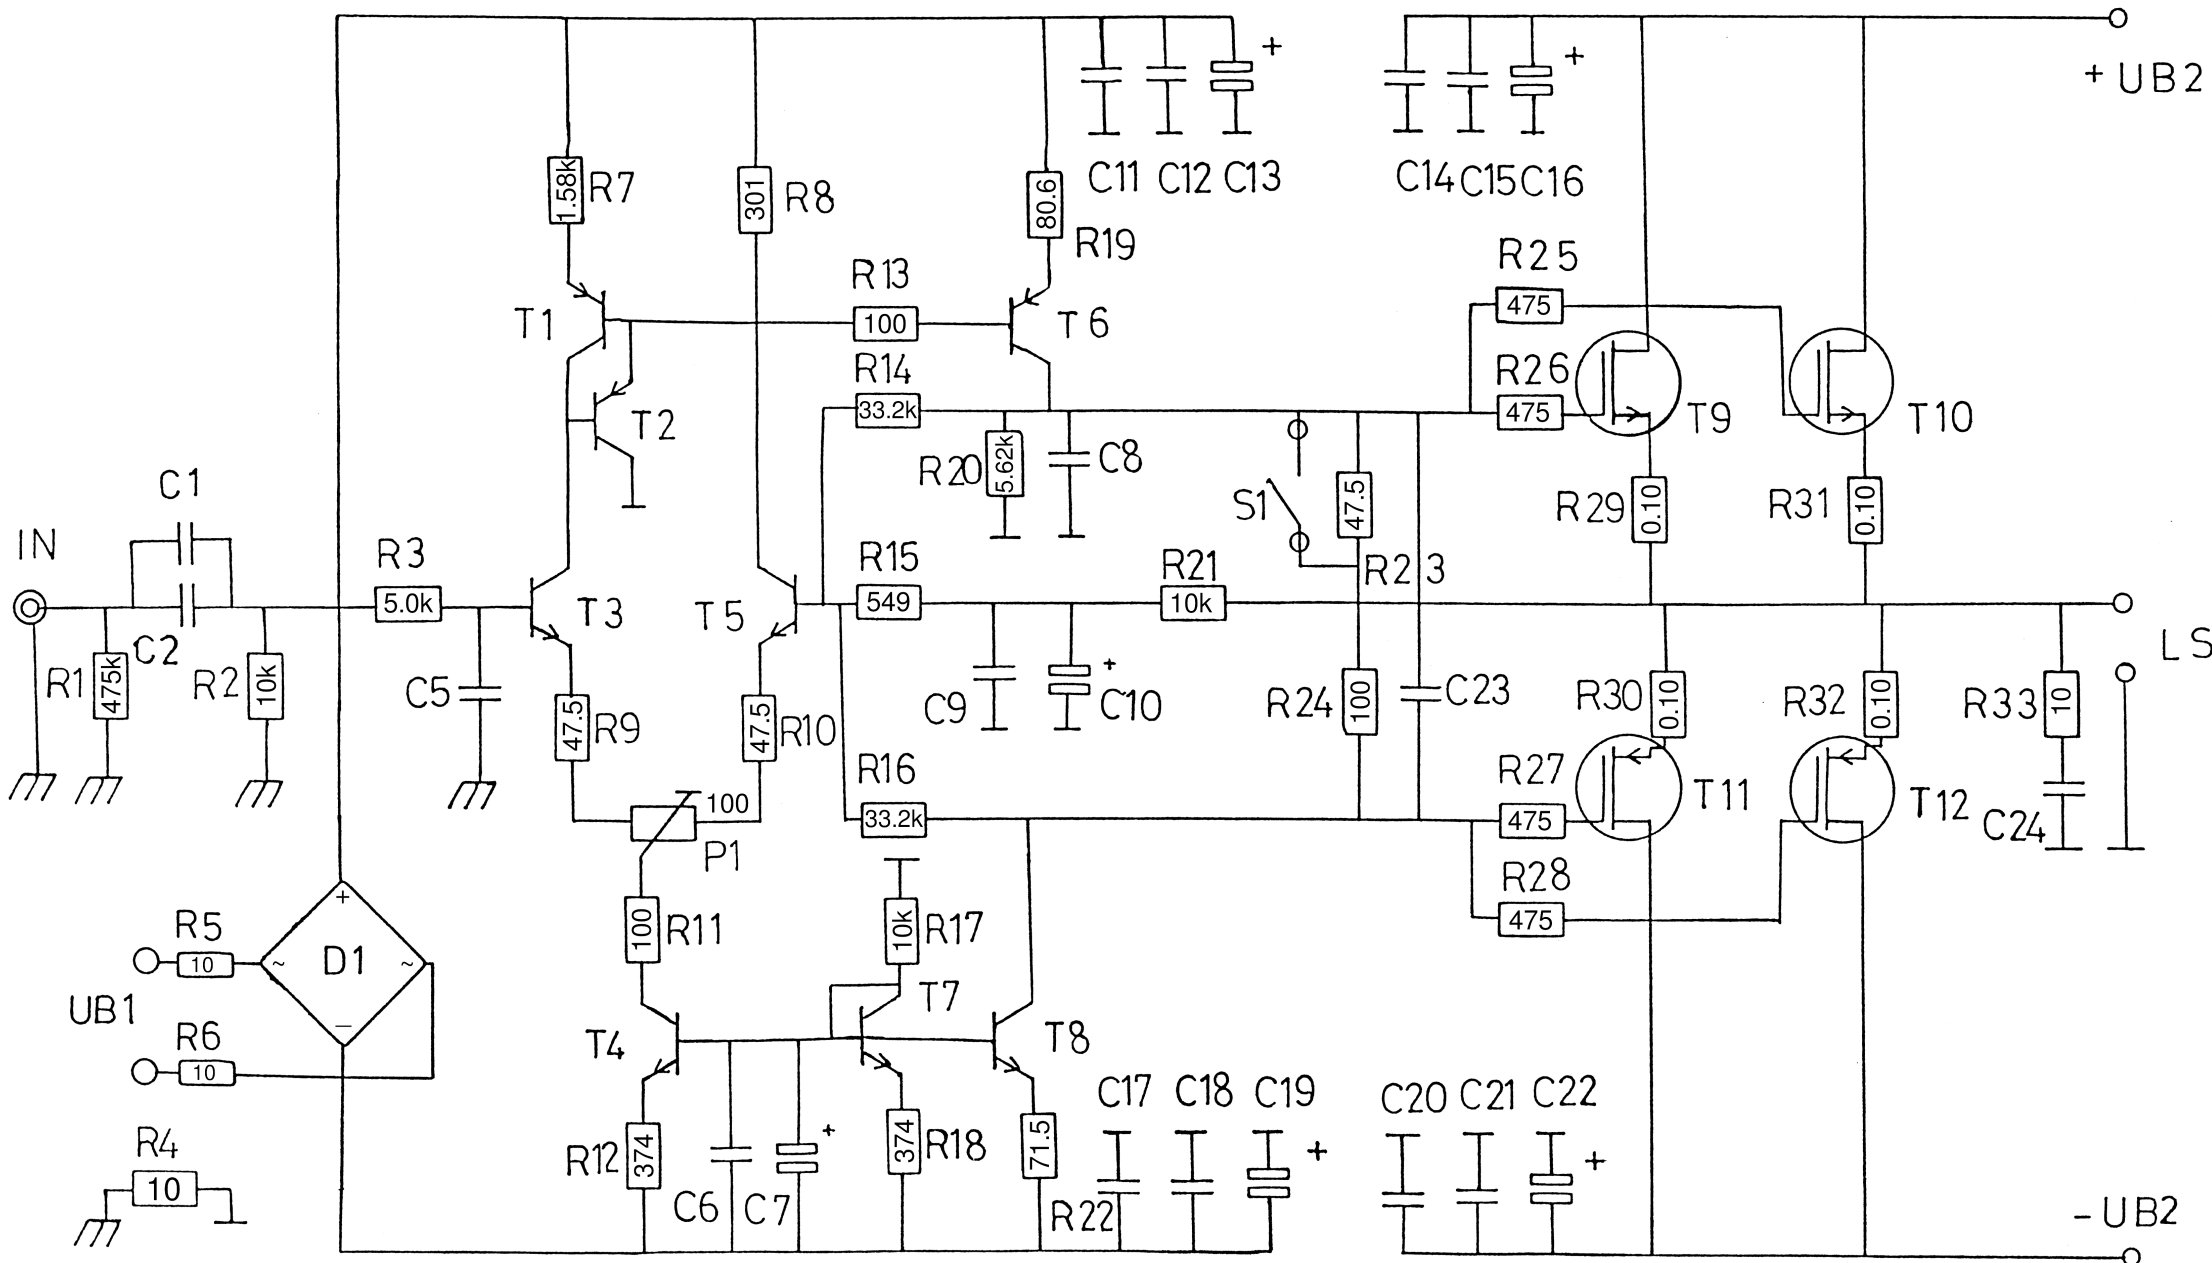 +
+
+ UB2
C11 C12 C13
C14 C15 C16
1.58k R7
301 R8
80.6
R19
R13
100
T1
T6
R14
33.2k
T2
R25
475
R26
475
T9
T10
R20 5.62k
C8
S1
47.5
R23
R29 0.10
R31 0.10
IN
C1
C2
R3
5.0k
T3
T5
R15
549
R21
10k
LS
R1 475k
R2 10k
C5
47.5 R9
47.5 R10
C9
+
C10
R24 100
C23
R30 0.10
R32 0.10
R33 10
100
P1
R16
33.2k
R27
475
T11
T12
C24
R28
475
R5
10
+
~ D1 ~
−
UB1
R6
10
100 R11
10k R17
T7
T4
T8
R4
10
R12 374
C6
+
C7
374 R18
71.5
R22
C17 C18 C19
+
C20 C21 C22
+
- UB2